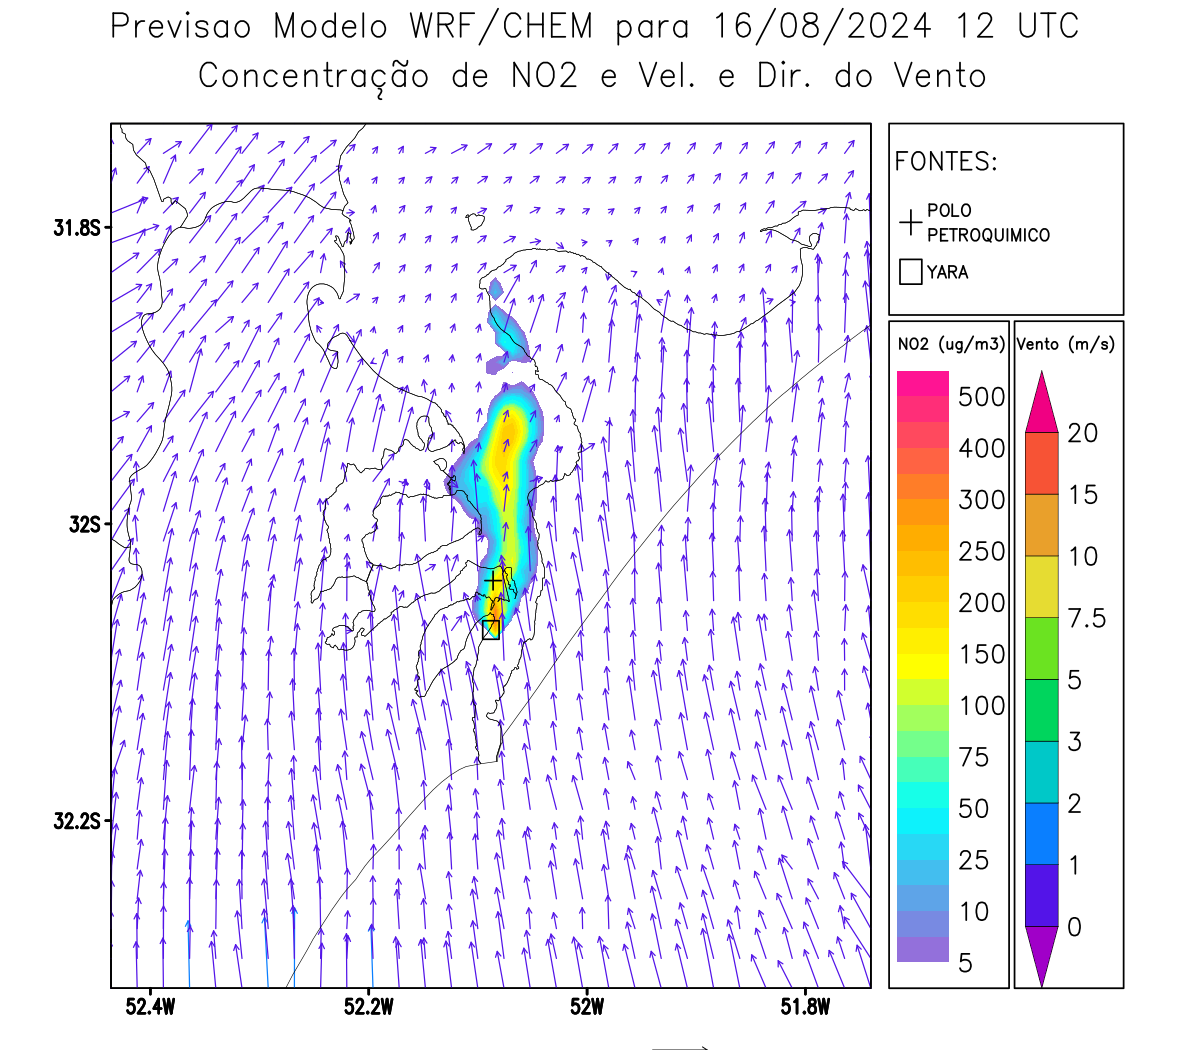 Previsao Modelo WRF/CHEM para 16/08/2024 12 UTC
Concentração de NO2 e Vel. e Dir. do Vento
FONTES:
POLO
PETROQUIMICO
YARA
NO2 (ug/m3)
500
400
300
250
200
150
100
75
50
25
10
5
Vento (m/s)
20
15
10
7.5
5
3
2
1
0
31.8S
32S
32.2S
52.4W
52.2W
52W
51.8W